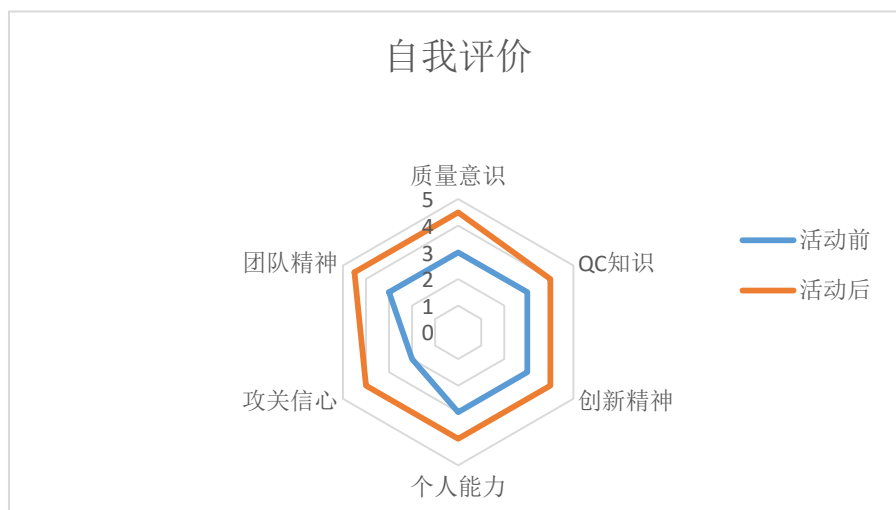 自我评价
质量意识
5
4
3
2
1
0
团队精神
QC知识
活动前
活动后
攻关信心
创新精神
个人能力